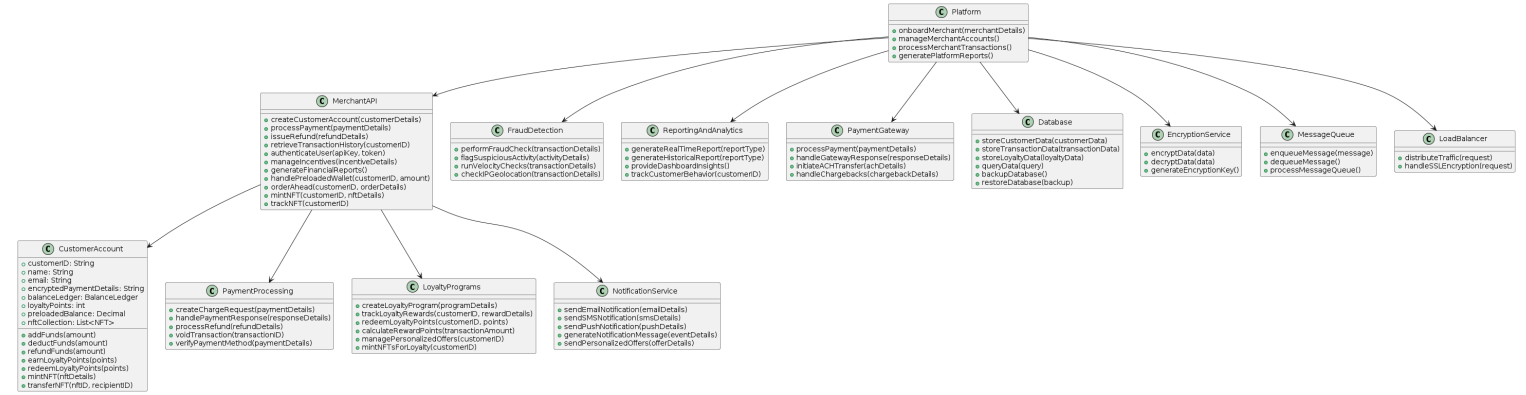 C Platform
onboardMerchant(merchantDetails)
manageMerchantAccounts()
processMerchantTransactions()
generatePlatformReports()
C MerchantAPI
createCustomerAccount(customerDetails)
processPayment(paymentDetails)
issueRefund(refundDetails)
retrieveTransactionHistory(customerID)
authenticateUser(apiKey, token)
manageIncentives(incentiveDetails)
generateFinancialReports()
handlePreloadedWallet(customerID, amount)
orderAhead(customerID, orderDetails)
mintNFT(customerID, nftDetails)
trackNFT(customerID)
C FraudDetection
performFraudCheck(transactionDetails)
flagSuspiciousActivity(activityDetails)
runVelocityChecks(transactionDetails)
checkIPGeolocation(transactionDetails)
C ReportingAndAnalytics
generateRealTimeReport(reportType)
generateHistoricalReport(reportType)
provideDashboardInsights()
trackCustomerBehavior(customerID)
C PaymentGateway
processPayment(paymentDetails)
handleGatewayResponse(responseDetails)
initiateACHTransfer(achDetails)
handleChargebacks(chargebackDetails)
C Database
storeCustomerData(customerData)
storeTransactionData(transactionData)
storeLoyaltyData(loyaltyData)
queryData(query)
backupDatabase()
restoreDatabase(backup)
C EncryptionService
encryptData(data)
decryptData(data)
generateEncryptionKey()
C MessageQueue
enqueueMessage(message)
dequeueMessage()
processMessageQueue()
C LoadBalancer
distributeTraffic(request)
handleSSLEncryption(request)
C CustomerAccount
customerID: String
name: String
email: String
encryptedPaymentDetails: String
balanceLedger: BalanceLedger
loyaltyPoints: int
preloadedBalance: Decimal
nftCollection: List<NFT>
addFunds(amount)
deductFunds(amount)
refundFunds(amount)
earnLoyaltyPoints(points)
redeemLoyaltyPoints(points)
mintNFT(nftDetails)
transferNFT(nftID, recipientID)
C PaymentProcessing
createChargeRequest(paymentDetails)
handlePaymentResponse(responseDetails)
processRefund(refundDetails)
voidTransaction(transactionID)
verifyPaymentMethod(paymentDetails)
C LoyaltyPrograms
createLoyaltyProgram(programDetails)
trackLoyaltyRewards(customerID, rewardDetails)
redeemLoyaltyPoints(customerID, points)
calculateRewardPoints(transactionAmount)
managePersonalizedOffers(customerID)
mintNFTsForLoyalty(customerID)
C NotificationService
sendEmailNotification(emailDetails)
sendSMSNotification(smsDetails)
sendPushNotification(pushDetails)
generateNotificationMessage(eventDetails)
sendPersonalizedOffers(offerDetails)